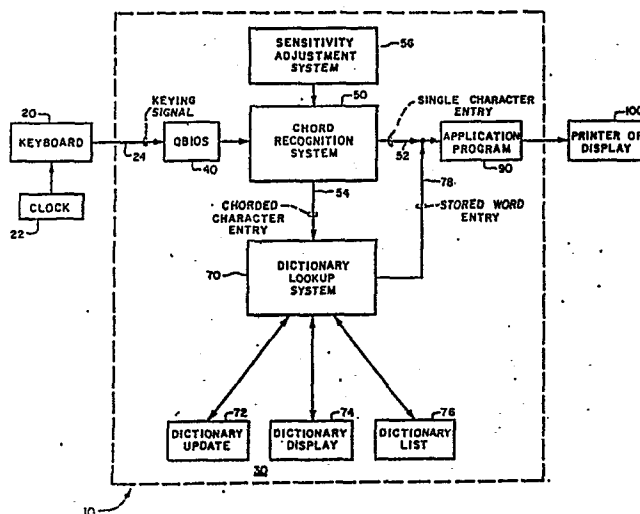 56
SENSITIVITY
ADJUSTMENT
SYSTEM
20
KEYBOARD
22
CLOCK
KEYING
SIGNAL
24
QBIOS
40
50
CHORD
RECOGNITION
SYSTEM
SINGLE CHARACTER
ENTRY
52
APPLICATION
PROGRAM
90
100
PRINTER OR
DISPLAY
54
CHORDED
CHARACTER
ENTRY
78
STORED WORD
ENTRY
70
DICTIONARY
LOOKUP
SYSTEM
72
DICTIONARY
UPDATE
74
DICTIONARY
DISPLAY
76
DICTIONARY
LIST
30
10